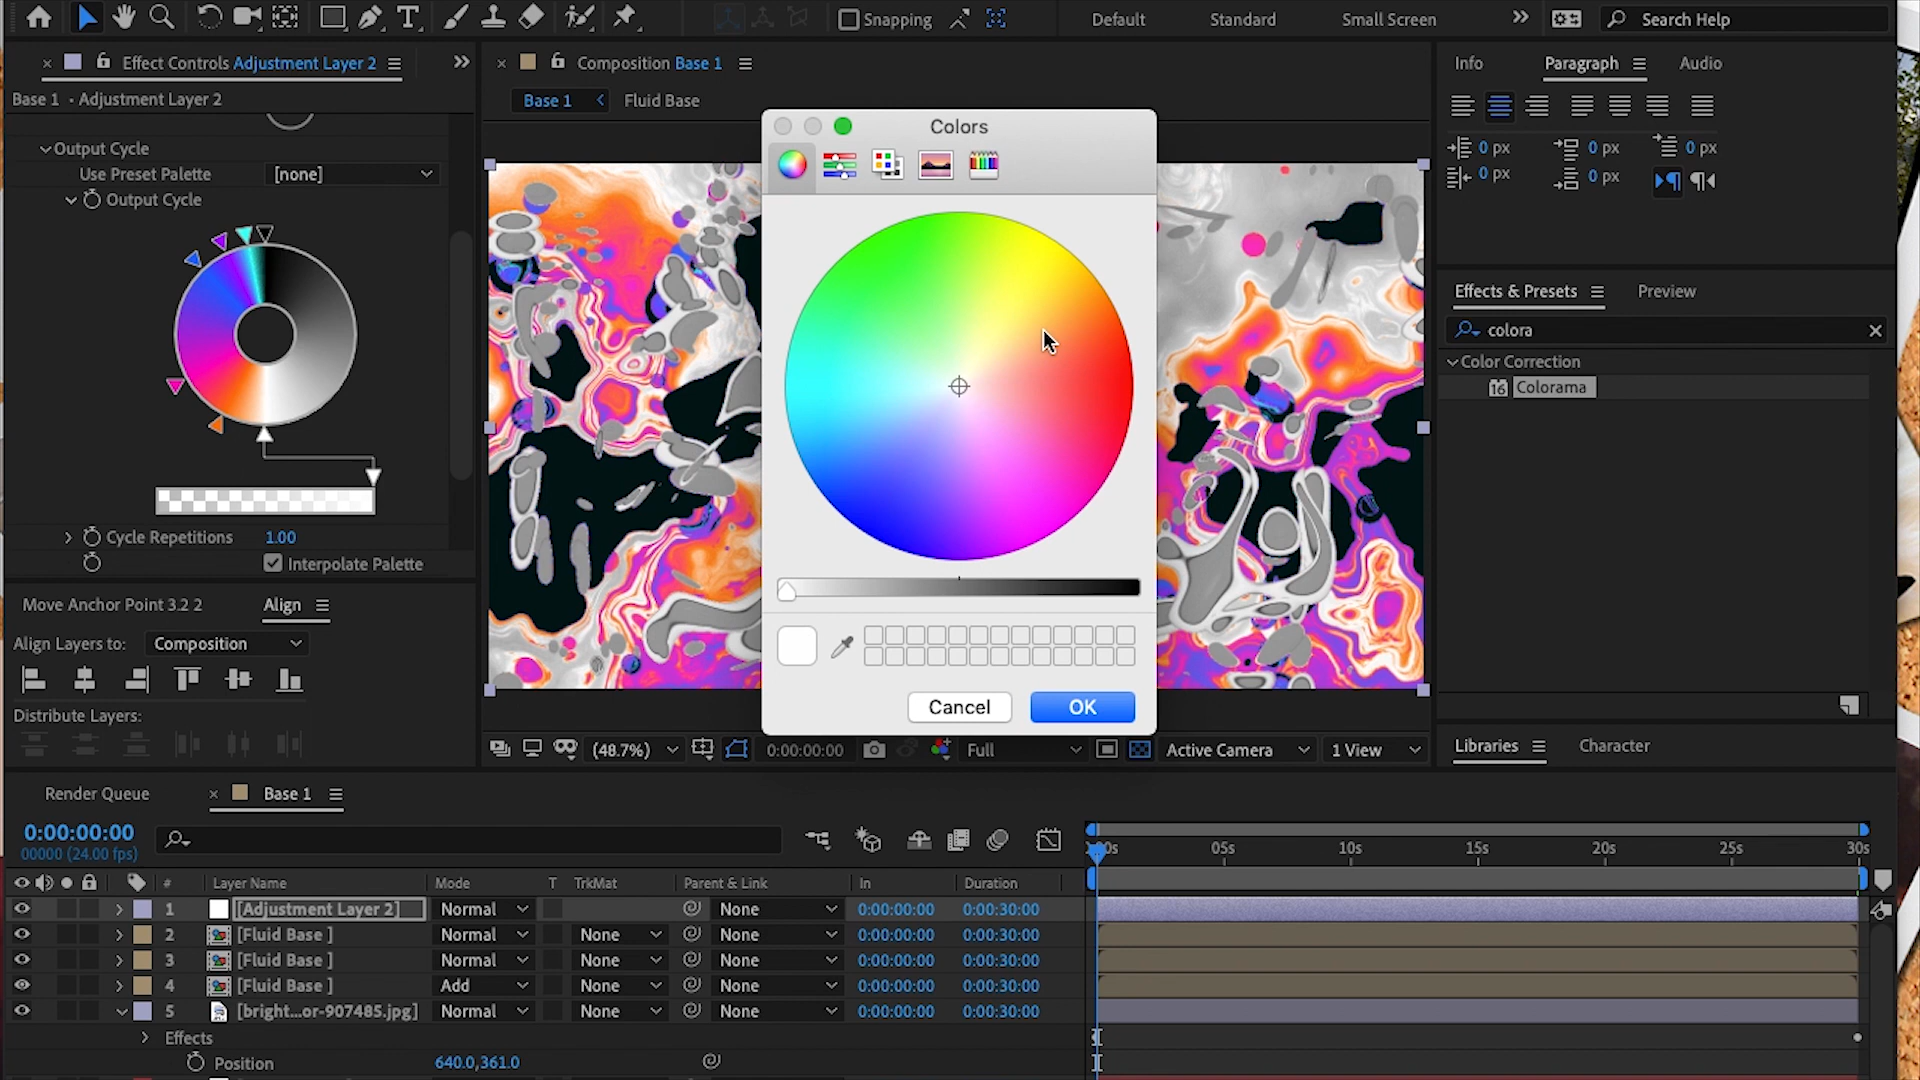 Snapping
Default
Standard
Small Screen
Search Help
Effect Controls Adjustment Layer 2
Composition Base 1
Info
Paragraph
Audio
Base 1 • Adjustment Layer 2
Base 1
Fluid Base
Colors
Output Cycle
Use Preset Palette
[none]
Output Cycle
0 px
0 px
0 px
0 px
0 px
Effects & Presets
Preview
colora
Color Correction
16
Colorama
Cycle Repetitions
1.00
Interpolate Palette
Move Anchor Point 3.2 2
Align
Align Layers to:
Composition
Distribute Layers:
Cancel
OK
(48.7%)
0:00:00:00
Full
Active Camera
1 View
Libraries
Character
Render Queue
Base 1
0:00:00:00
00000 (24.00 fps)
05s
10s
15s
20s
25s
30s
#
Layer Name
Mode
T
TrkMat
Parent & Link
In
Duration
1 [Adjustment Layer 2] Normal None 0:00:00:00 0:00:30:00
2 [Fluid Base ] Normal None None 0:00:00:00 0:00:30:00
3 [Fluid Base ] Normal None None 0:00:00:00 0:00:30:00
4 [Fluid Base ] Add None None 0:00:00:00 0:00:30:00
5 [bright...or-907485.jpg] Normal None None 0:00:00:00 0:00:30:00
Effects
Position
640.0,361.0